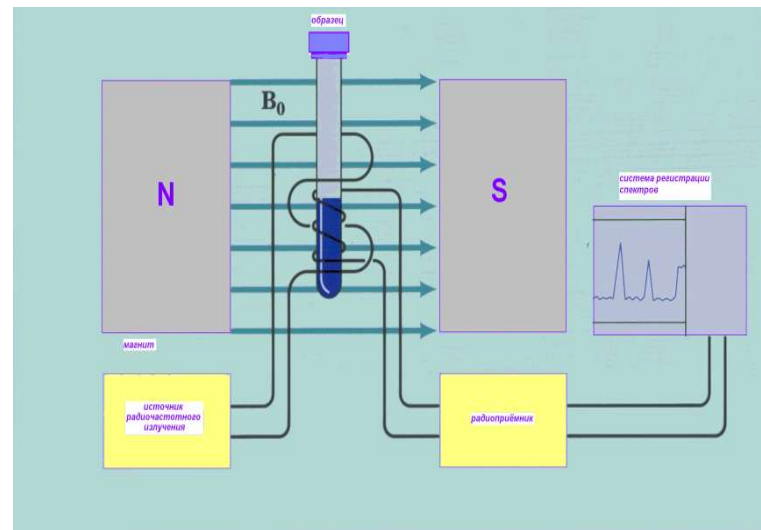 образец
B₀
N
S
система регистрации
спектров
магнит
источник
радиочастотного
излучения
радиоприёмник